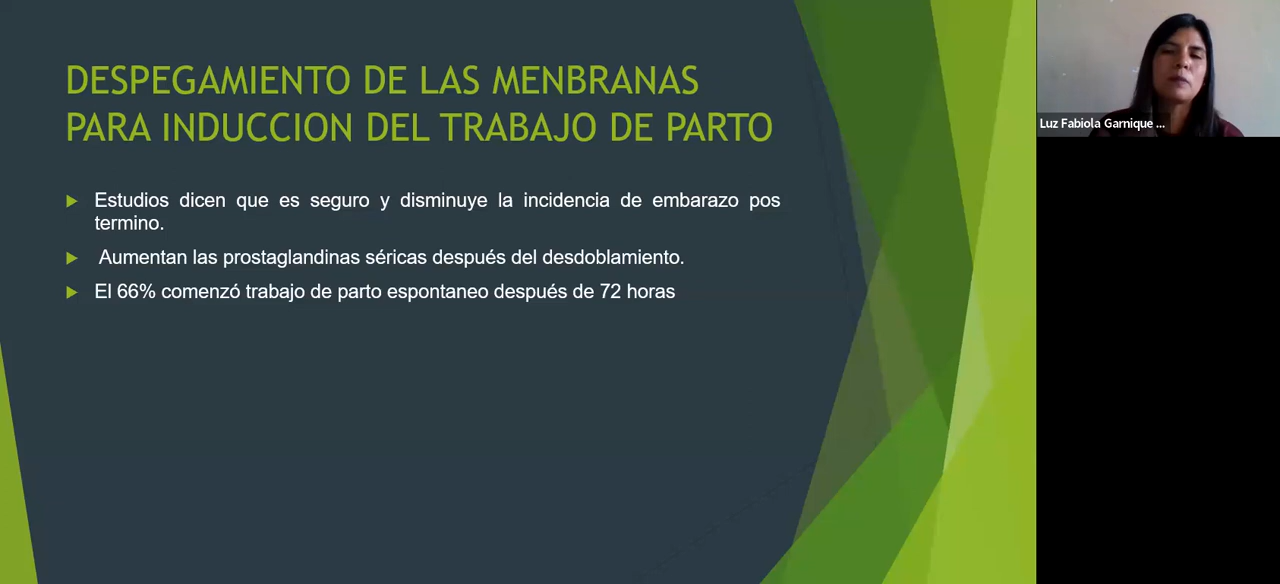 DESPEGAMIENTO DE LAS MENBRANAS
PARA INDUCCION DEL TRABAJO DE PARTO
Estudios dicen que es seguro y disminuye la incidencia de embarazo pos
termino.
Aumentan las prostaglandinas séricas después del desdoblamiento.
El 66% comenzó trabajo de parto espontaneo después de 72 horas
Luz Fabiola Garnique ...